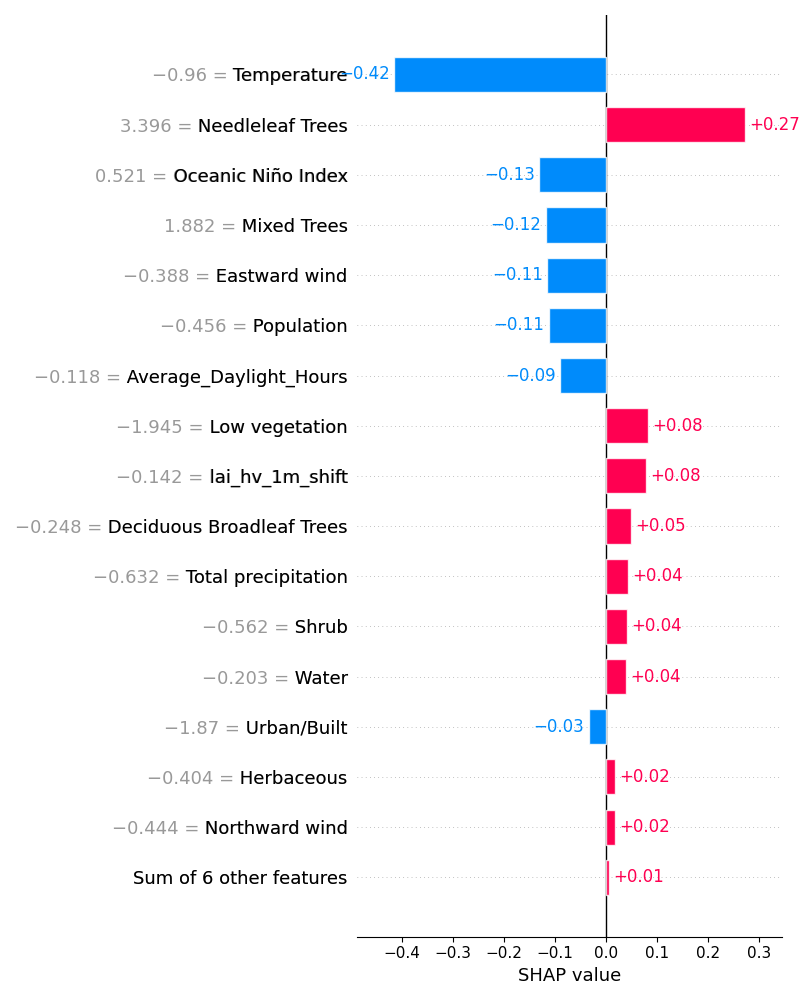 −0.96 = Temperature −0.42
3.396 = Needleleaf Trees +0.27
0.521 = Oceanic Niño Index −0.13
1.882 = Mixed Trees −0.12
−0.388 = Eastward wind −0.11
−0.456 = Population −0.11
−0.118 = Average_Daylight_Hours −0.09
−1.945 = Low vegetation +0.08
−0.142 = lai_hv_1m_shift +0.08
−0.248 = Deciduous Broadleaf Trees +0.05
−0.632 = Total precipitation +0.04
−0.562 = Shrub +0.04
−0.203 = Water +0.04
−1.87 = Urban/Built −0.03
−0.404 = Herbaceous +0.02
−0.444 = Northward wind +0.02
Sum of 6 other features +0.01
−0.4 −0.3 −0.2 −0.1 0.0 0.1 0.2 0.3
SHAP value